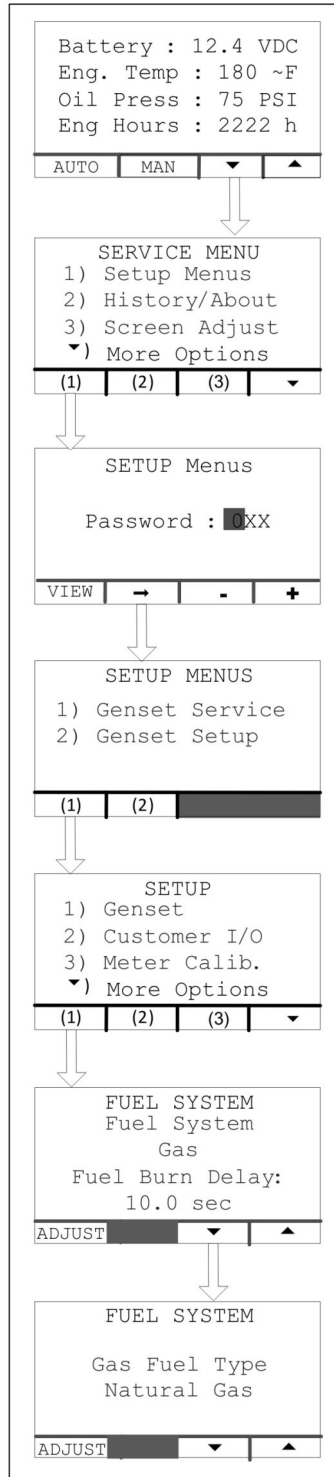 Battery : 12.4 VDC
Eng. Temp : 180 ~F
Oil Press : 75 PSI
Eng Hours : 2222 h
AUTO MAN ▼ ▲
SERVICE MENU
1) Setup Menus
2) History/About
3) Screen Adjust
▼) More Options
(1) (2) (3) ▼
SETUP Menus
Password : 0XX
VIEW → - +
SETUP MENUS
1) Genset Service
2) Genset Setup
(1) (2)
SETUP
1) Genset
2) Customer I/O
3) Meter Calib.
▼) More Options
(1) (2) (3) ▼
FUEL SYSTEM
Fuel System
Gas
Fuel Burn Delay:
10.0 sec
ADJUST ▼ ▲
FUEL SYSTEM
Gas Fuel Type
Natural Gas
ADJUST ▼ ▲